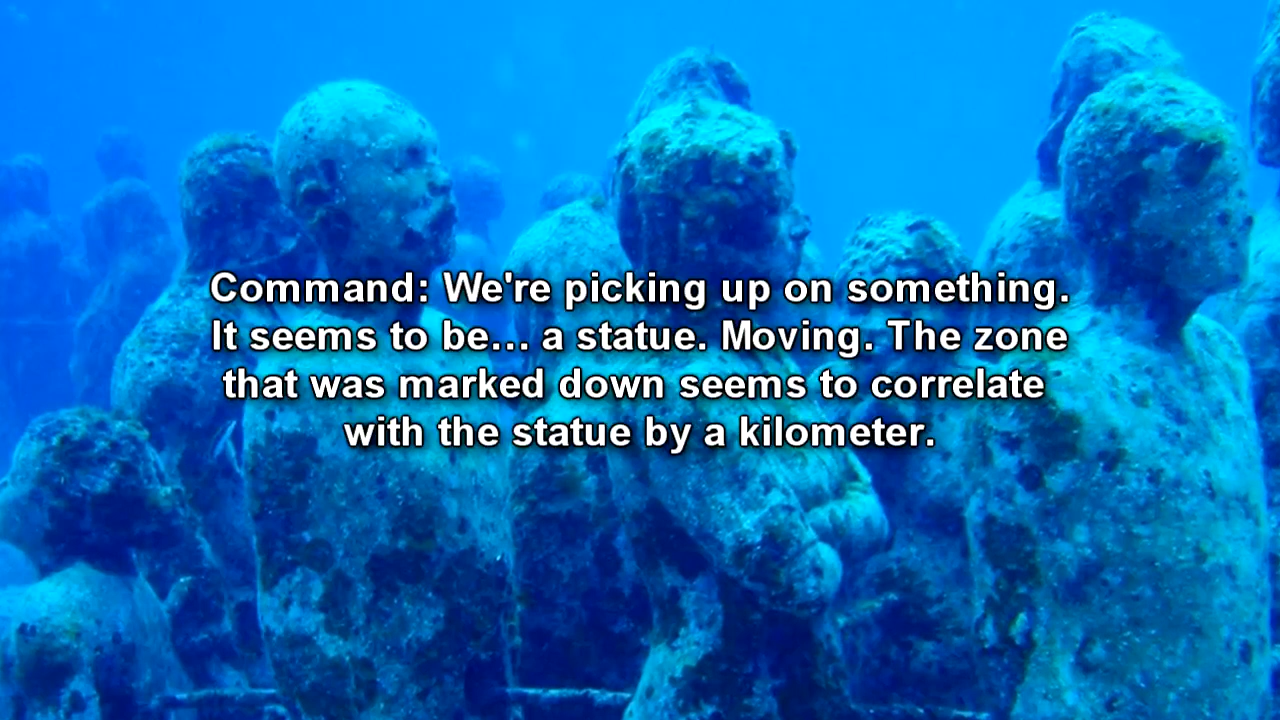 Command: We're picking up on something.
It seems to be... a statue. Moving. The zone
that was marked down seems to correlate
with the statue by a kilometer.